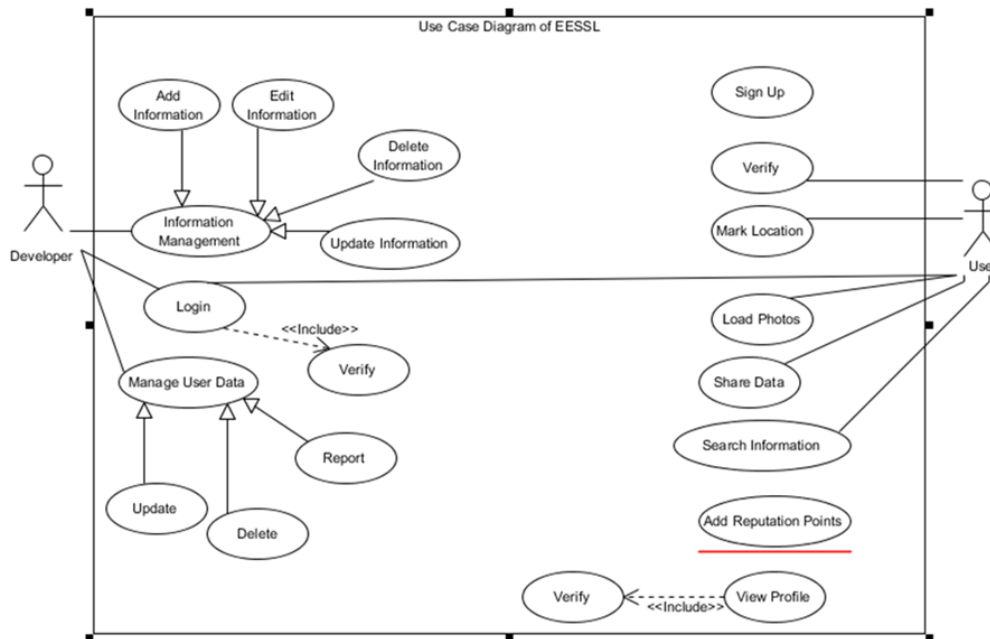 Use Case Diagram of EESSL
Add
Information
Edit
Information
Sign Up
Delete
Information
Verify
Information
Management
Update Information
Mark Location
Developer
Use
Login
<<Include>>
Verify
Load Photos
Manage User Data
Share Data
Report
Search Information
Update
Delete
Add Reputation Points
Verify
<<Include>>
View Profile